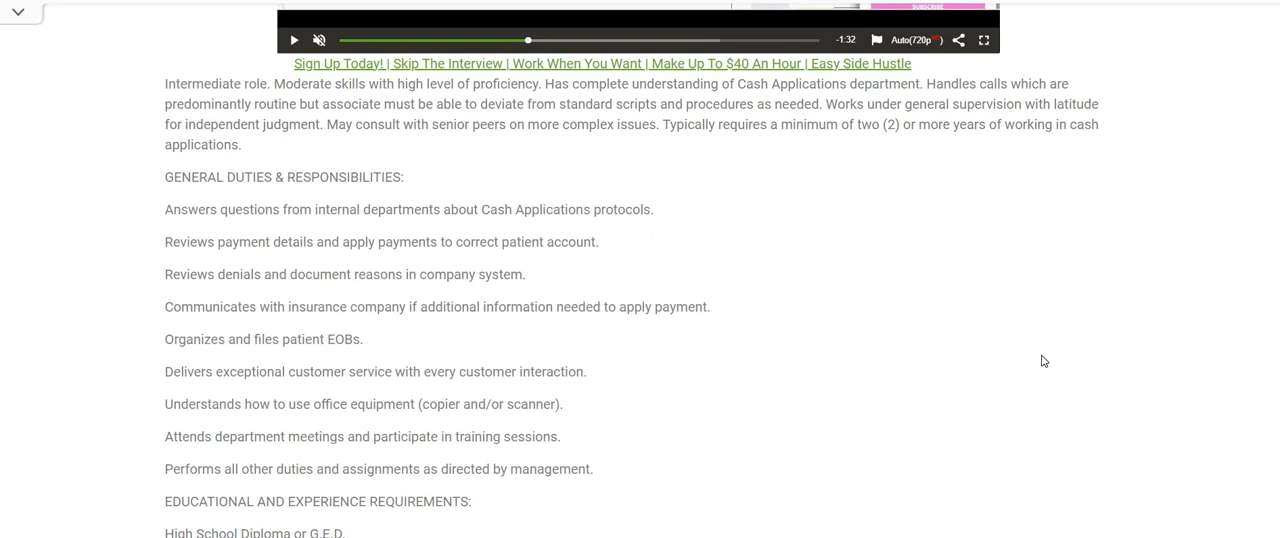 SUBSCRIBE
-1:32
Auto(720p HD)
Sign Up Today! | Skip The Interview | Work When You Want | Make Up To $40 An Hour | Easy Side Hustle
Intermediate role. Moderate skills with high level of proficiency. Has complete understanding of Cash Applications department. Handles calls which are
predominantly routine but associate must be able to deviate from standard scripts and procedures as needed. Works under general supervision with latitude
for independent judgment. May consult with senior peers on more complex issues. Typically requires a minimum of two (2) or more years of working in cash
applications.
GENERAL DUTIES & RESPONSIBILITIES:
Answers questions from internal departments about Cash Applications protocols.
Reviews payment details and apply payments to correct patient account.
Reviews denials and document reasons in company system.
Communicates with insurance company if additional information needed to apply payment.
Organizes and files patient EOBs.
Delivers exceptional customer service with every customer interaction.
Understands how to use office equipment (copier and/or scanner).
Attends department meetings and participate in training sessions.
Performs all other duties and assignments as directed by management.
EDUCATIONAL AND EXPERIENCE REQUIREMENTS:
High School Diploma or G.E.D.